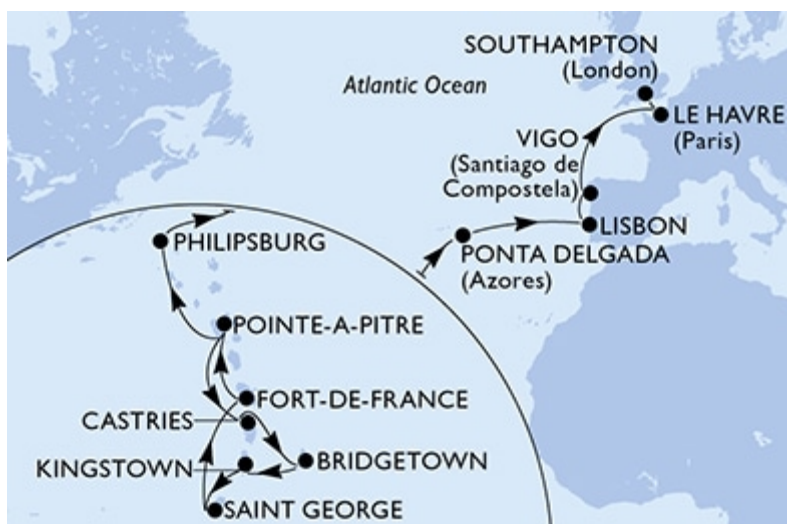 SOUTHAMPTON
(London)
Atlantic Ocean
LE HAVRE
(Paris)
VIGO
(Santiago de
Compostela)
LISBON
PONTA DELGADA
(Azores)
PHILIPSBURG
POINTE-A-PITRE
FORT-DE-FRANCE
CASTRIES
BRIDGETOWN
KINGSTOWN
SAINT GEORGE